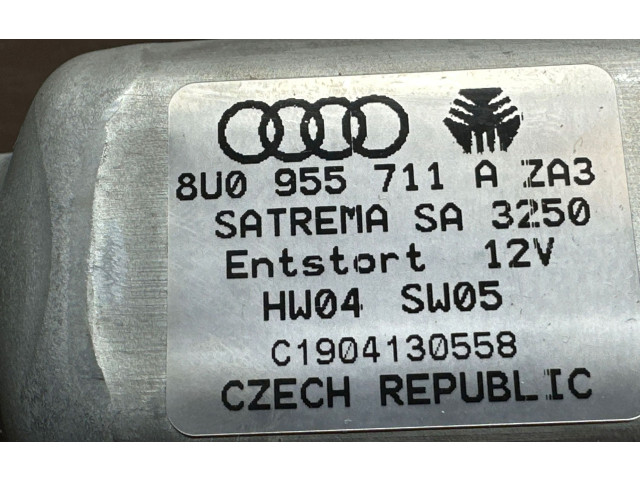 8U0 955 711 A ZA3
SATREMA SA 3250
Entstort 12V
HW04 SW05
C1904130558
CZECH REPUBLIC